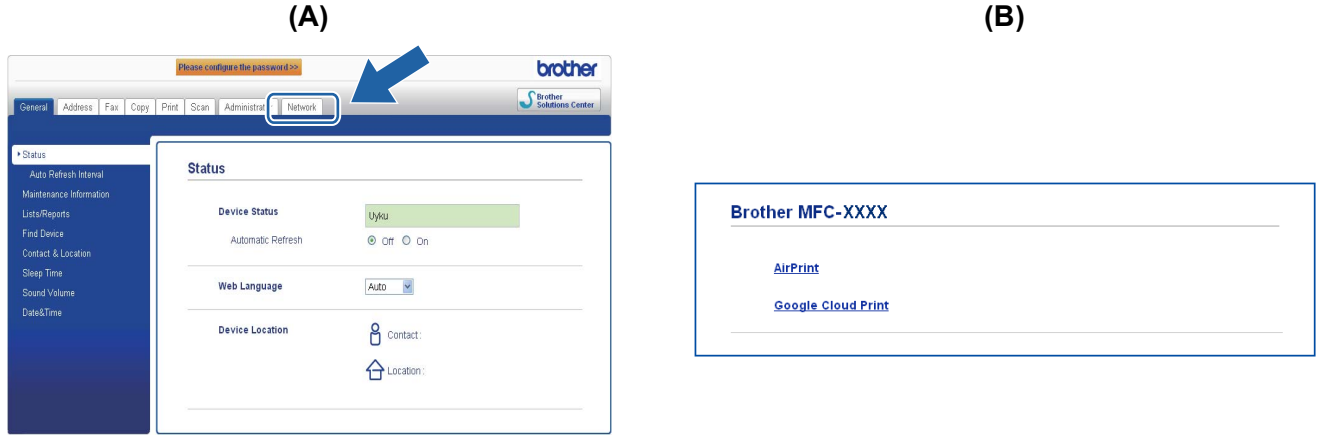 (A)
(B)
Please configure the password >>
brother
General Address Fax Copy Print Scan Network
Brother
Solutions Center
Status
Auto Refresh Interval
Maintenance Information
Lists/Reports
Find Device
Contact & Location
Sleep Time
Sound Volume
Date&Time
Status
Device Status Uyku
Automatic Refresh Off On
Web Language Auto
Device Location Contact :
Location :
Brother MFC-XXXX
AirPrint
Google Cloud Print